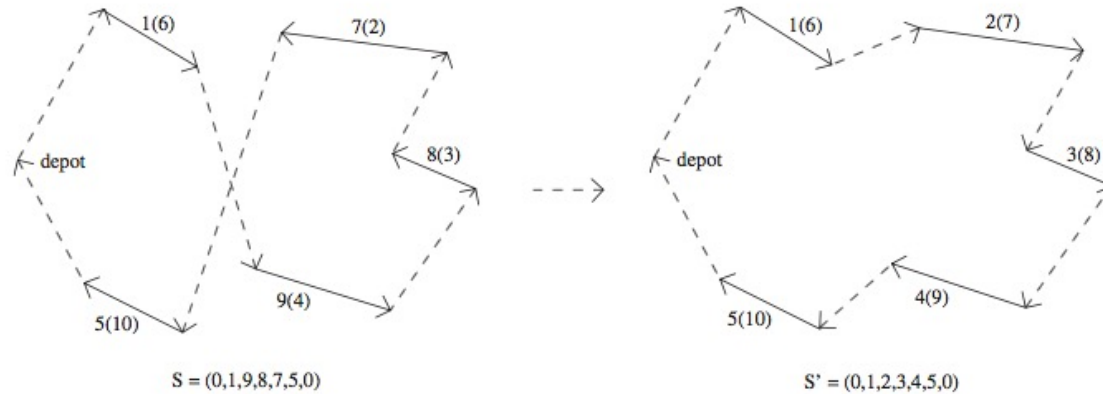 1(6)
7(2)
depot
8(3)
9(4)
5(10)
S = (0,1,9,8,7,5,0)
1(6)
2(7)
depot
3(8)
4(9)
5(10)
S’ = (0,1,2,3,4,5,0)